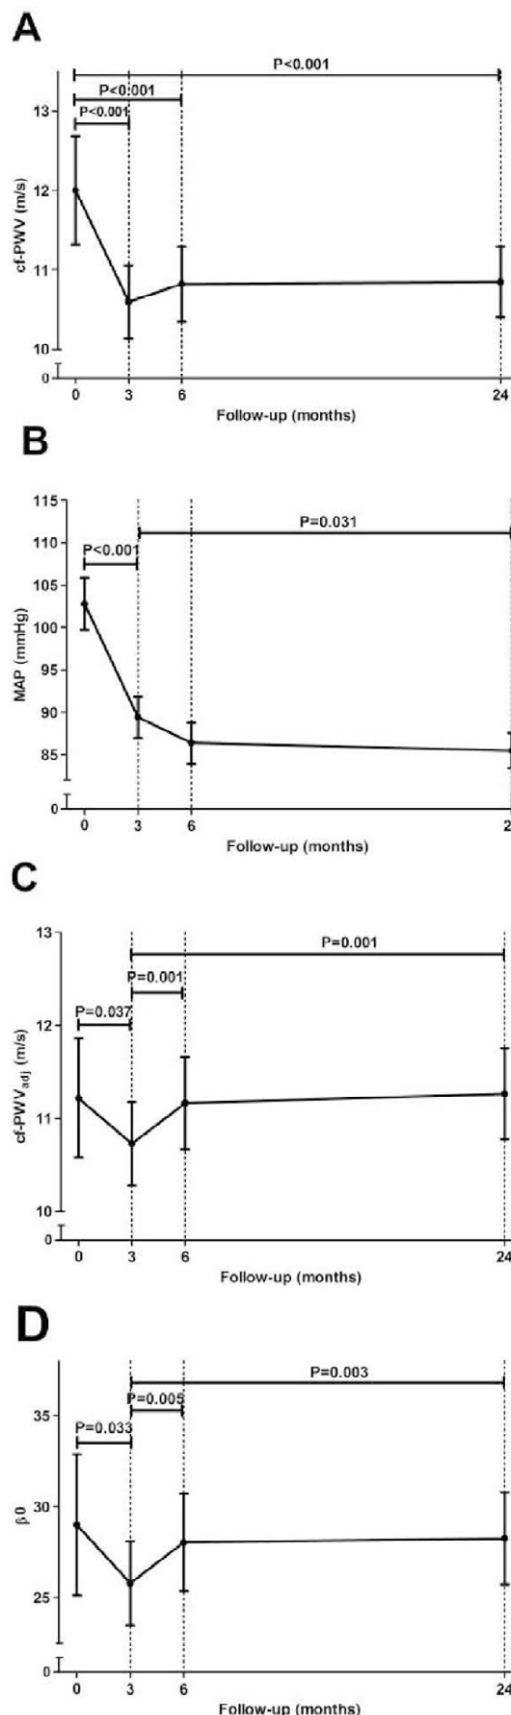 A
P<0.001
P<0.001
P<0.001
13
12
11
10
0
cf-PWV (m/s)
0 3 6 24
Follow-up (months)
B
115
110
105
100
95
90
85
0
P=0.031
P<0.001
MAP (mmHg)
0 3 6 2
Follow-up (months)
C
13
12
11
10
0
P=0.001
P=0.001
P=0.037
cf-PWVadj (m/s)
0 3 6 24
Follow-up (months)
D
P=0.003
P=0.005
P=0.033
35
30
25
0
β0
0 3 6 24
Follow-up (months)